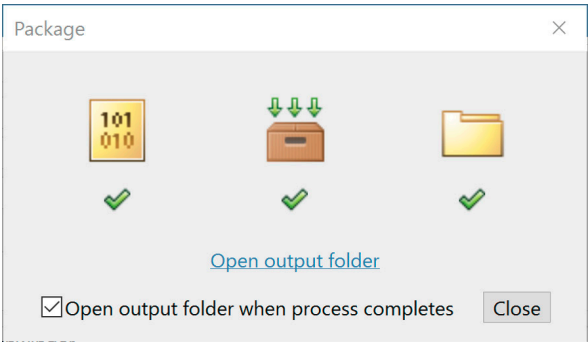 Package
101
010
Open output folder
Open output folder when process completes
Close